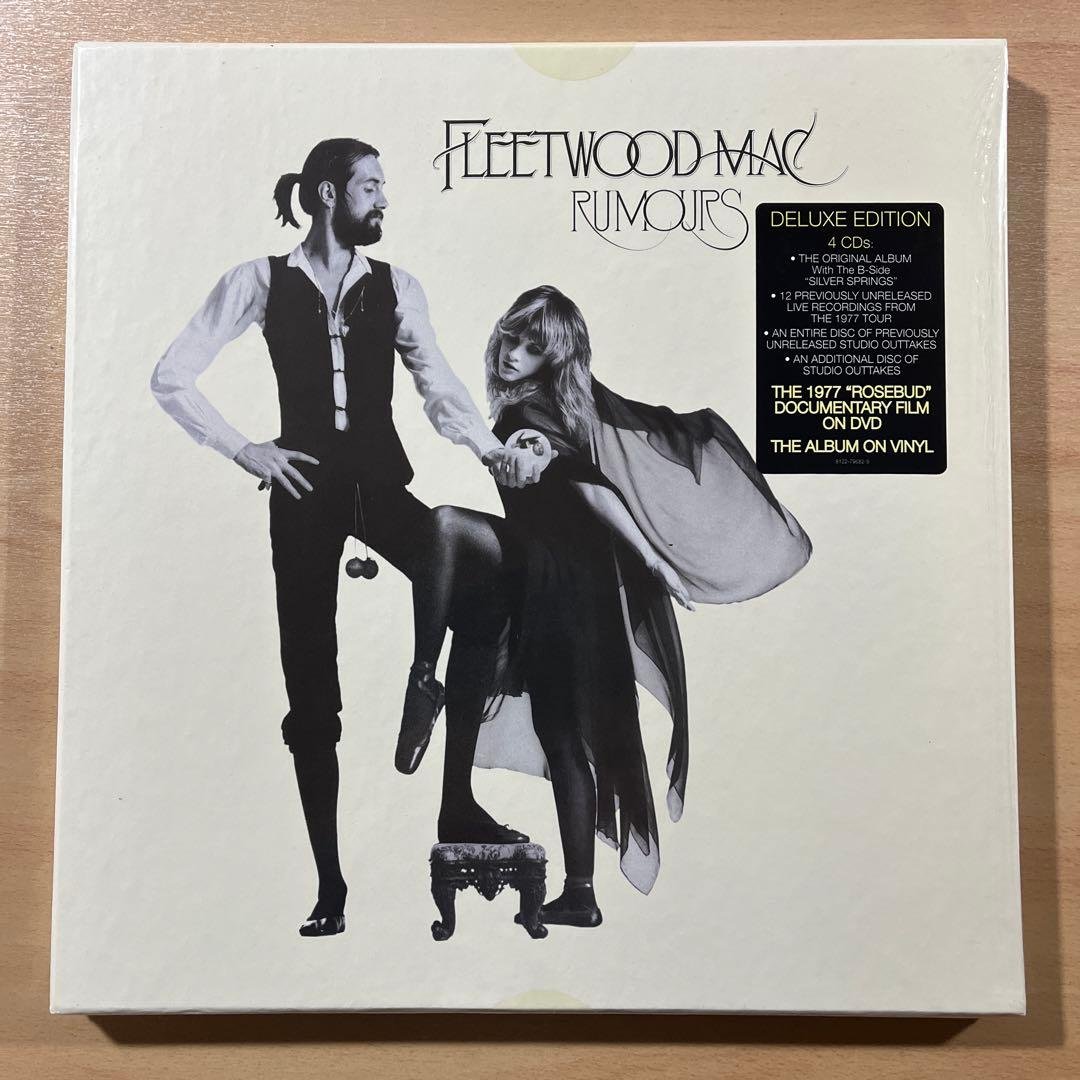 FLEETWOOD MAC
RUMOURS
DELUXE EDITION
4 CDs:
• THE ORIGINAL ALBUM
With The B-Side
"SILVER SPRINGS"
• 12 PREVIOUSLY UNRELEASED
LIVE RECORDINGS FROM
THE 1977 TOUR
• AN ENTIRE DISC OF PREVIOUSLY
UNRELEASED STUDIO OUTTAKES
• AN ADDITIONAL DISC OF
STUDIO OUTTAKES
THE 1977 "ROSEBUD"
DOCUMENTARY FILM
ON DVD
THE ALBUM ON VINYL